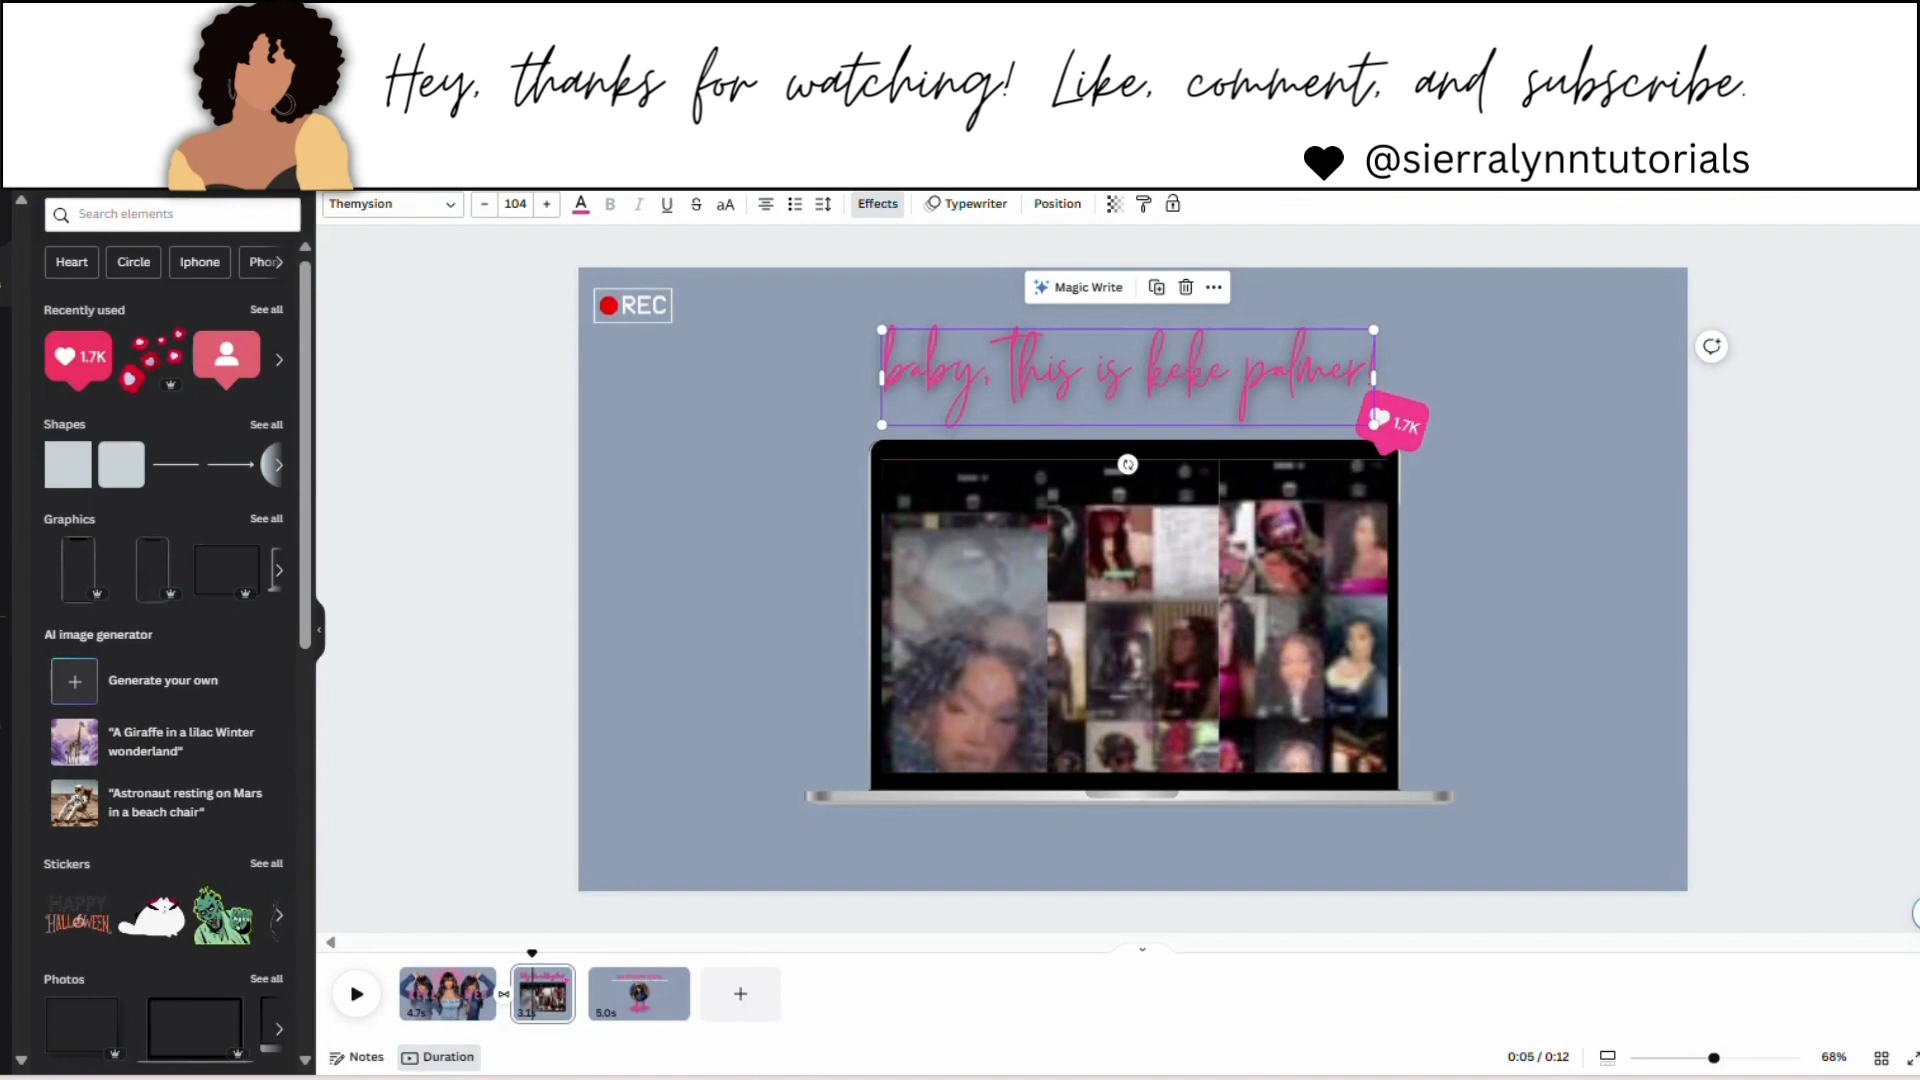 Hey, thanks for watching! Like, comment, and subscribe.
@sierralynntutorials
Search elements
Themysion
- 104 +
A B I U S aA
Effects
Typewriter
Position
Heart
Circle
Iphone
Recently used
See all
1.7K
Shapes
See all
Graphics
See all
AI image generator
Generate your own
"A Giraffe in a lilac Winter
wonderland"
"Astronaut resting on Mars
in a beach chair"
Stickers
See all
HAPPY
HALLOWEEN
Photos
See all
REC
Magic Write
baby, this is keke palmer!
1.7K
4.7s
5.0s
Notes
Duration
0:05 / 0:12
68%